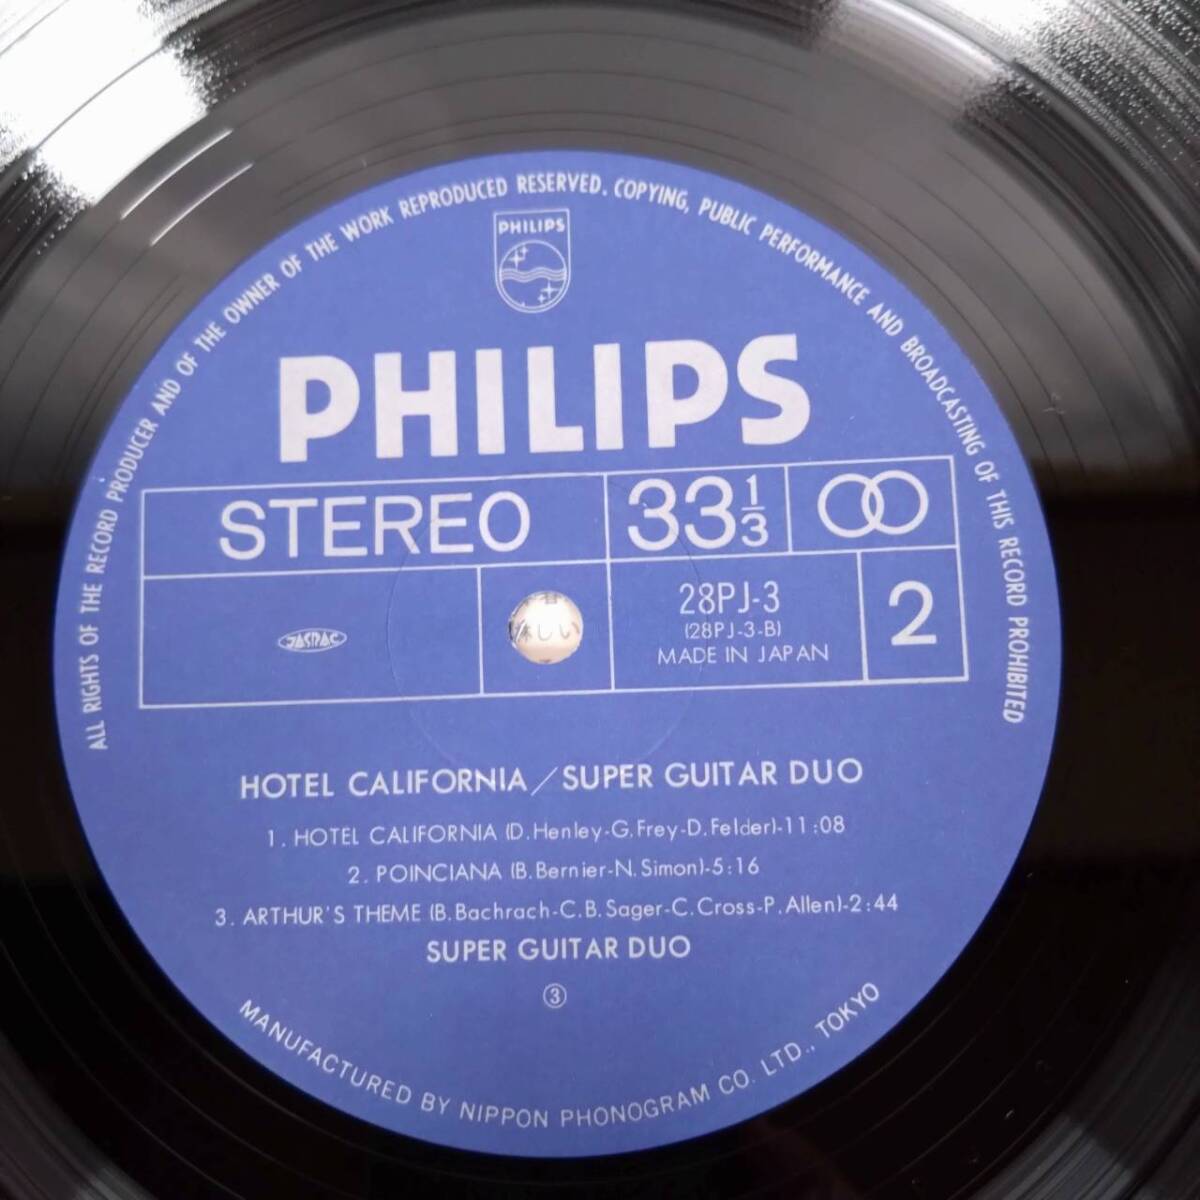 ALL RIGHTS OF THE RECORD PRODUCER AND OF THE OWNER OF THE WORK REPRODUCED RESERVED. COPYING, PUBLIC PERFORMANCE AND BROADCASTING OF THIS RECORD PROHIBITED
PHILIPS
PHILIPS
STEREO
33 1/3
JASRAC
28PJ-3
(28PJ-3-B)
MADE IN JAPAN
2
HOTEL CALIFORNIA/SUPER GUITAR DUO
1. HOTEL CALIFORNIA (D.Henley-G.Frey-D.Felder)-11:08
2. POINCIANA (B.Bernier-N.Simon)-5:16
3. ARTHUR'S THEME (B.Bachrach-C.B.Sager-C.Cross-P.Allen)-2:44
SUPER GUITAR DUO
③
MANUFACTURED BY NIPPON PHONOGRAM CO. LTD., TOKYO